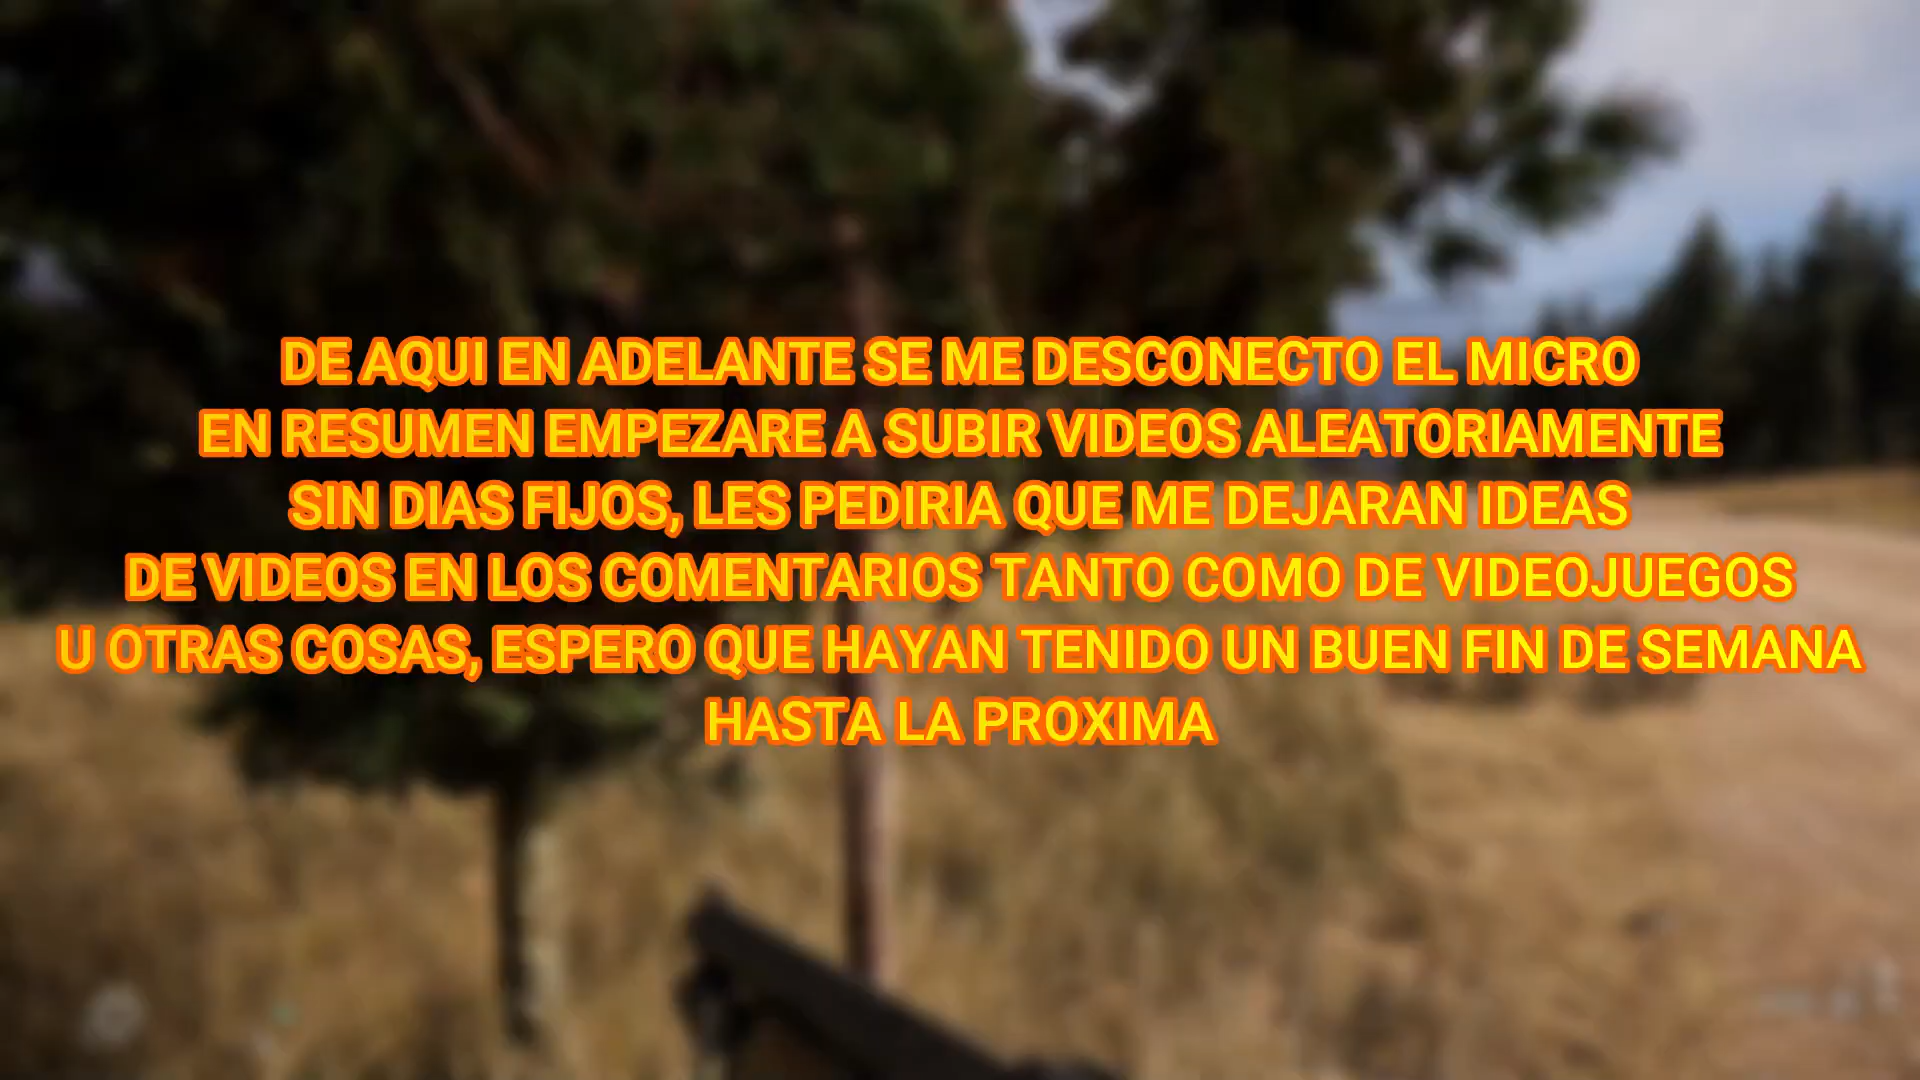 DE AQUI EN ADELANTE SE ME DESCONECTO EL MICRO
EN RESUMEN EMPEZARE A SUBIR VIDEOS ALEATORIAMENTE
SIN DIAS FIJOS, LES PEDIRIA QUE ME DEJARAN IDEAS
DE VIDEOS EN LOS COMENTARIOS TANTO COMO DE VIDEOJUEGOS
U OTRAS COSAS, ESPERO QUE HAYAN TENIDO UN BUEN FIN DE SEMANA
HASTA LA PROXIMA